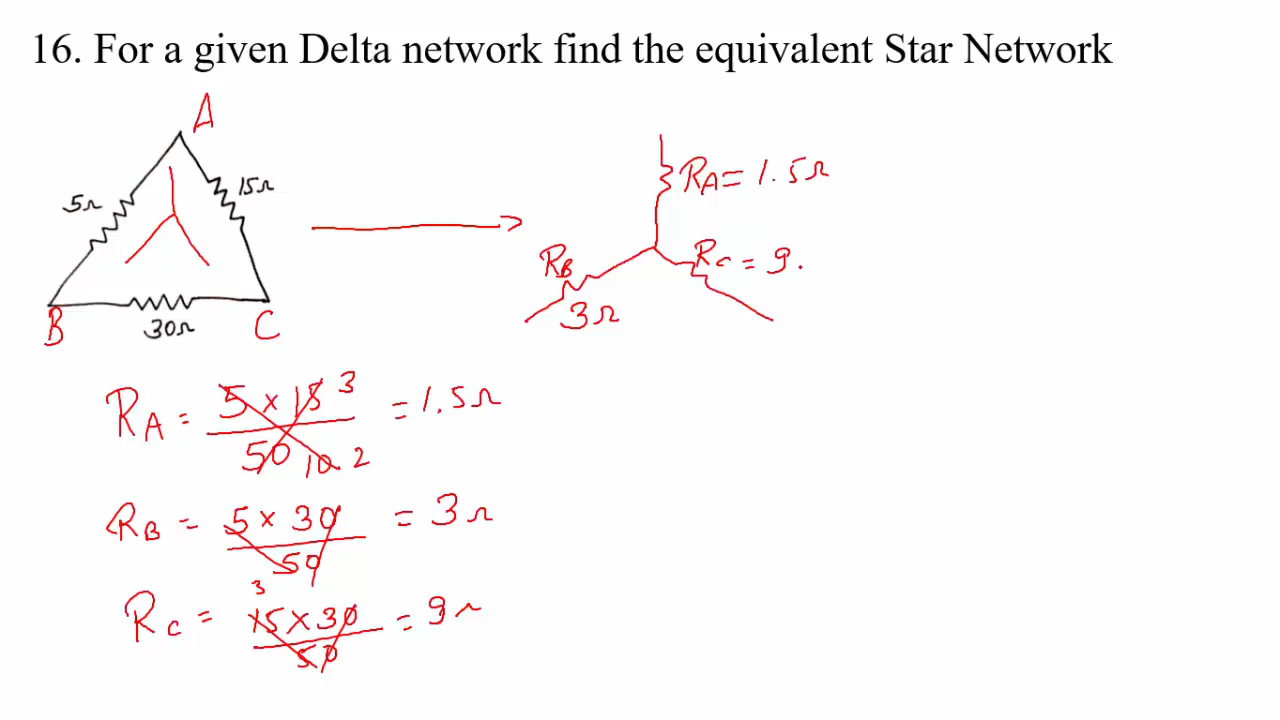 16. For a given Delta network find the equivalent Star Network
A
5Ω
15Ω
B
30Ω
C
RA = 1.5Ω
RB
3Ω
RC = 9.
RA = 5 × 15 3 = 1.5Ω
50 10 2
RB = 5 × 30 = 3Ω
50
3
RC = 15 × 30 = 9Ω
50